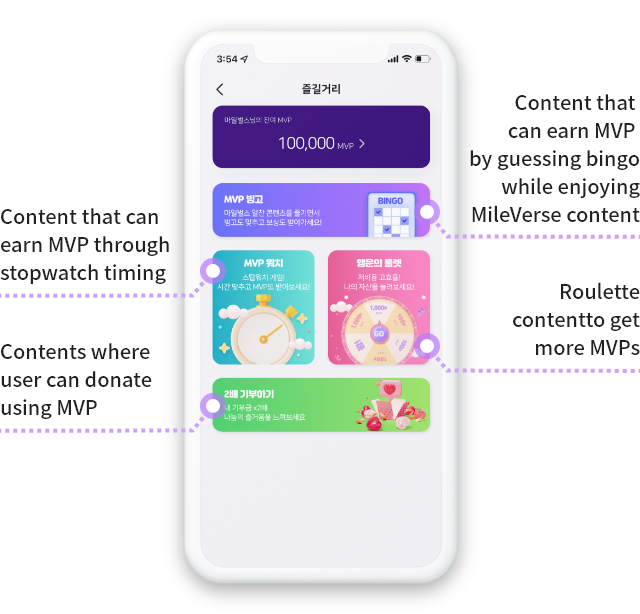 3:54
즐길거리
마일벌스님의 잔여 MVP
100,000 MVP
MVP 빙고
마일벌스 알찬 콘텐츠를 즐기면서
빙고도 맞추고 보상도 받아가세요!
BINGO
MVP 워치
스탑워치 게임!
시간 맞추고 MVP도 받아보세요!
행운의 룰렛
저비용 고효율!
나의 자산을 늘려보세요!
1,000P
GO
2배 기부하기
내 기부금 x2배
나눔의 즐거움을 느껴보세요
Content that can
earn MVP through
stopwatch timing
Contents where
user can donate
using MVP
Content that
can earn MVP
by guessing bingo
while enjoying
MileVerse content
Roulette
contentto get
more MVPs